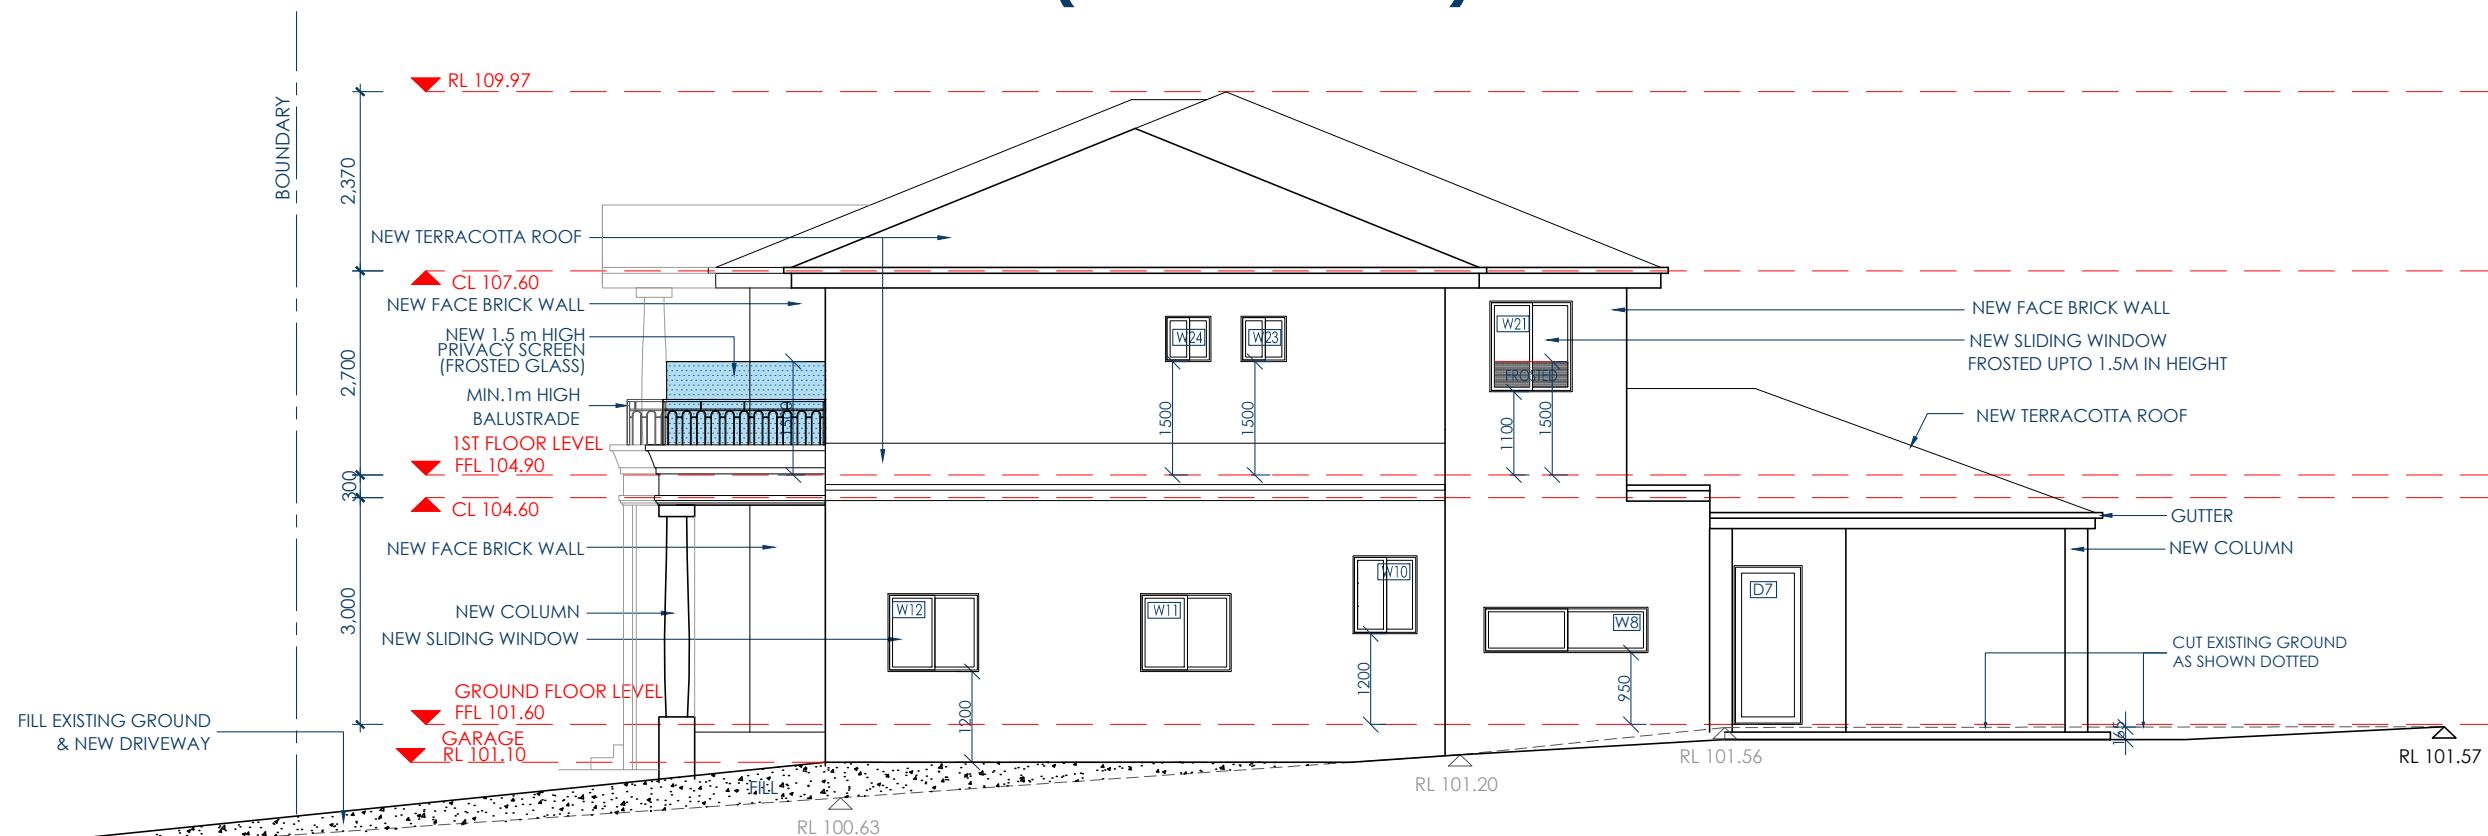 BOUNDARY
RL 109.97
2,370
NEW TERRACOTTA ROOF
CL 107.60
NEW FACE BRICK WALL
NEW 1.5 m HIGH
PRIVACY SCREEN
(FROSTED GLASS)
MIN.1m HIGH
BALUSTRADE
2,700
1ST FLOOR LEVEL
FFL 104.90
300
CL 104.60
NEW FACE BRICK WALL
3,000
NEW COLUMN
NEW SLIDING WINDOW
GROUND FLOOR LEVEL
FFL 101.60
GARAGE
RL 101.10
FILL EXISTING GROUND
& NEW DRIVEWAY
FILL
RL 100.63
1500
W24
W23
1500
1500
W21
FROSTED
1100
1500
W12
W11
W10
W8
1200
1200
950
D7
NEW FACE BRICK WALL
NEW SLIDING WINDOW
FROSTED UPTO 1.5M IN HEIGHT
NEW TERRACOTTA ROOF
GUTTER
NEW COLUMN
CUT EXISTING GROUND
AS SHOWN DOTTED
165
RL 101.20
RL 101.56
RL 101.57